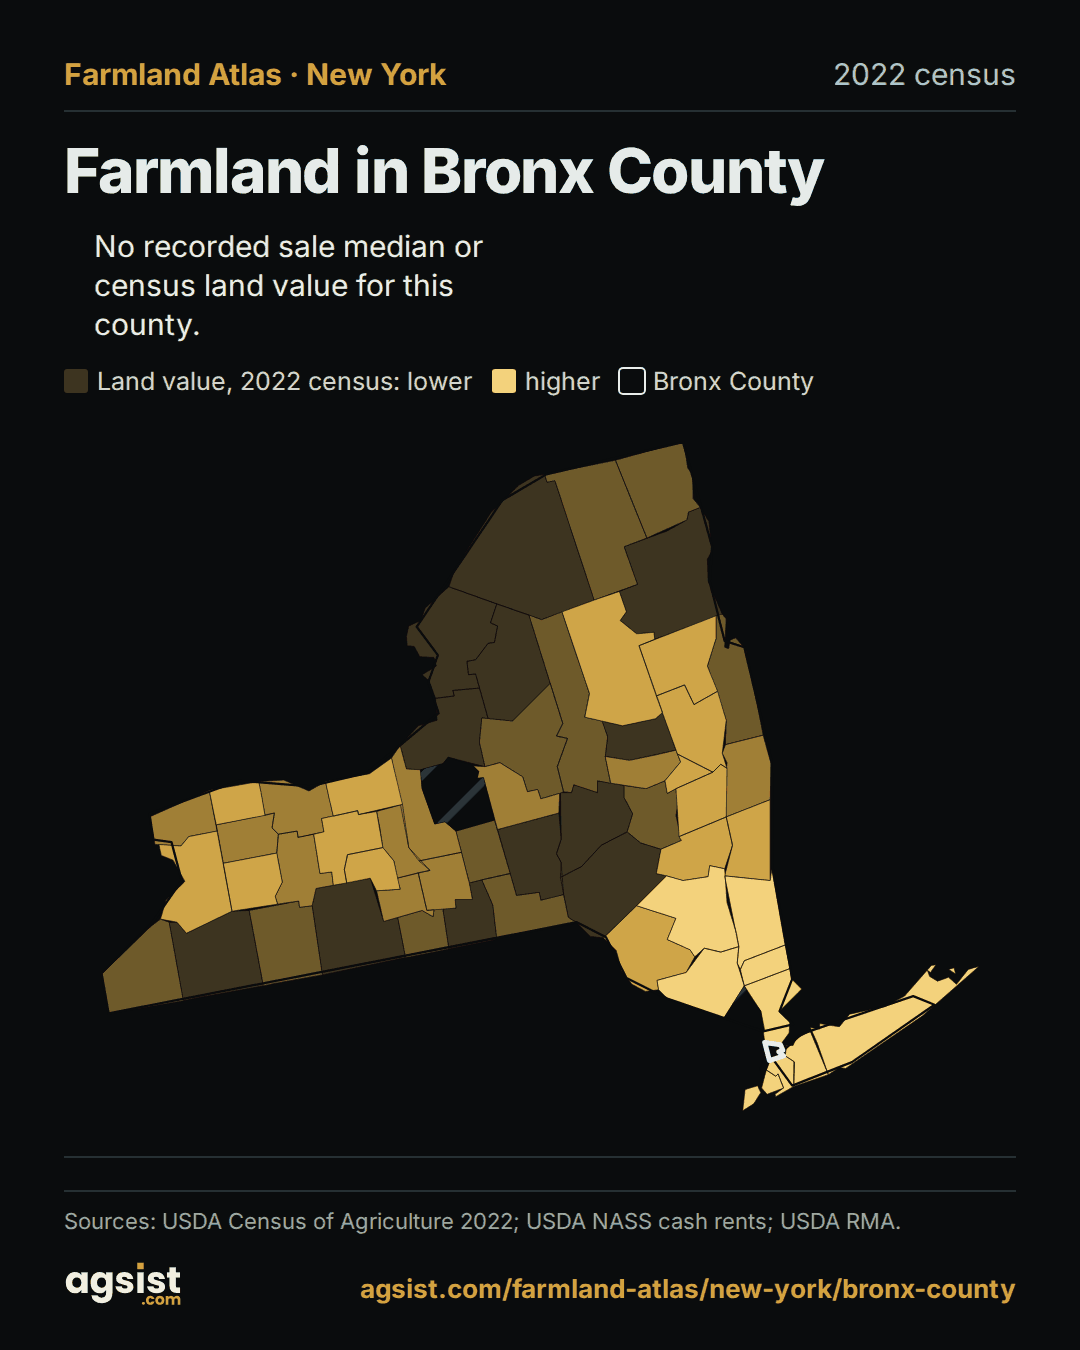 Farmland Atlas · New York
2022 census
Farmland in Bronx County
No recorded sale median or
census land value for this
county.
Land value, 2022 census: lower
higher
Bronx County
Sources: USDA Census of Agriculture 2022; USDA NASS cash rents; USDA RMA.
agsist
.com
agsist.com/farmland-atlas/new-york/bronx-county